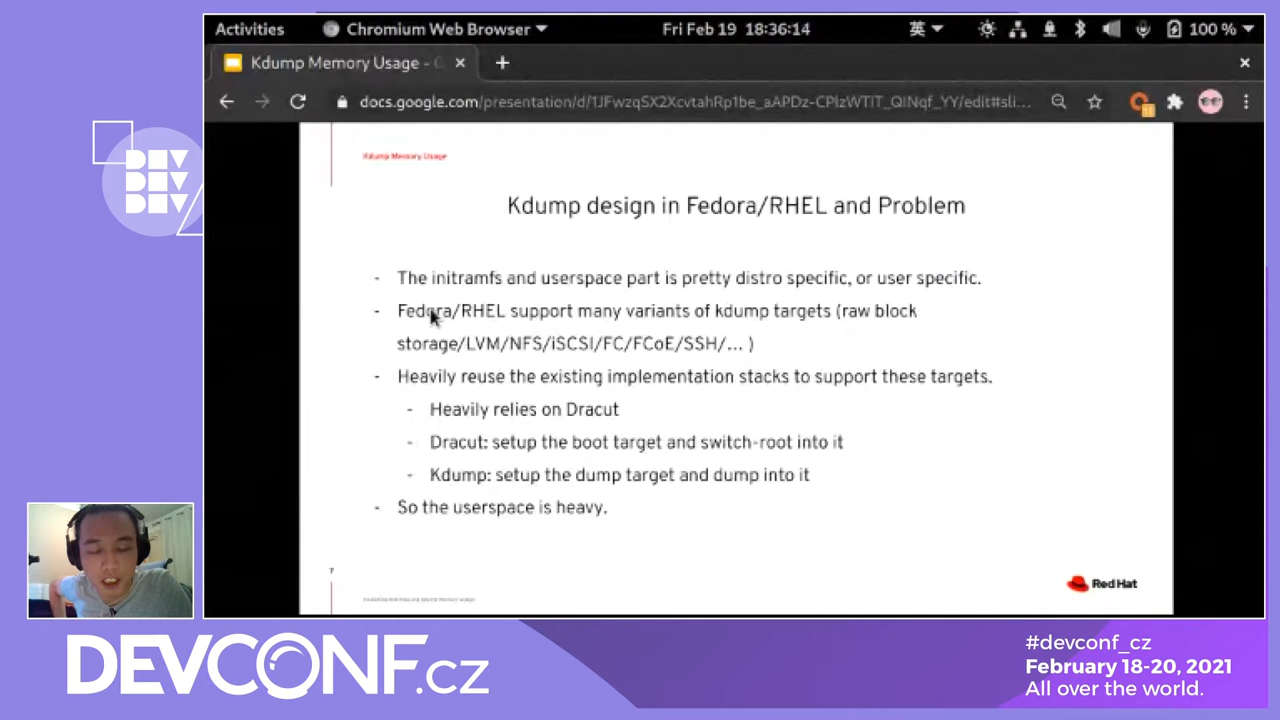 Activities
Chromium Web Browser
Fri Feb 19 18:36:14
英
100 %
Kdump Memory Usage - G
docs.google.com/presentation/d/1JFwzqSX2XcvtahRp1be_aAPDz-CPlzWTIT_QINqf_YY/edit#sli...
DEV
DEV
DEV
Kdump Memory Usage
Kdump design in Fedora/RHEL and Problem
- The initramfs and userspace part is pretty distro specific, or user specific.
- Fedora/RHEL support many variants of kdump targets (raw block
storage/LVM/NFS/iSCSI/FC/FCoE/SSH/... )
- Heavily reuse the existing implementation stacks to support these targets.
- Heavily relies on Dracut
- Dracut: setup the boot target and switch-root into it
- Kdump: setup the dump target and dump into it
- So the userspace is heavy.
7
Red Hat
DEVCONF.cz
#devconf_cz
February 18-20, 2021
All over the world.